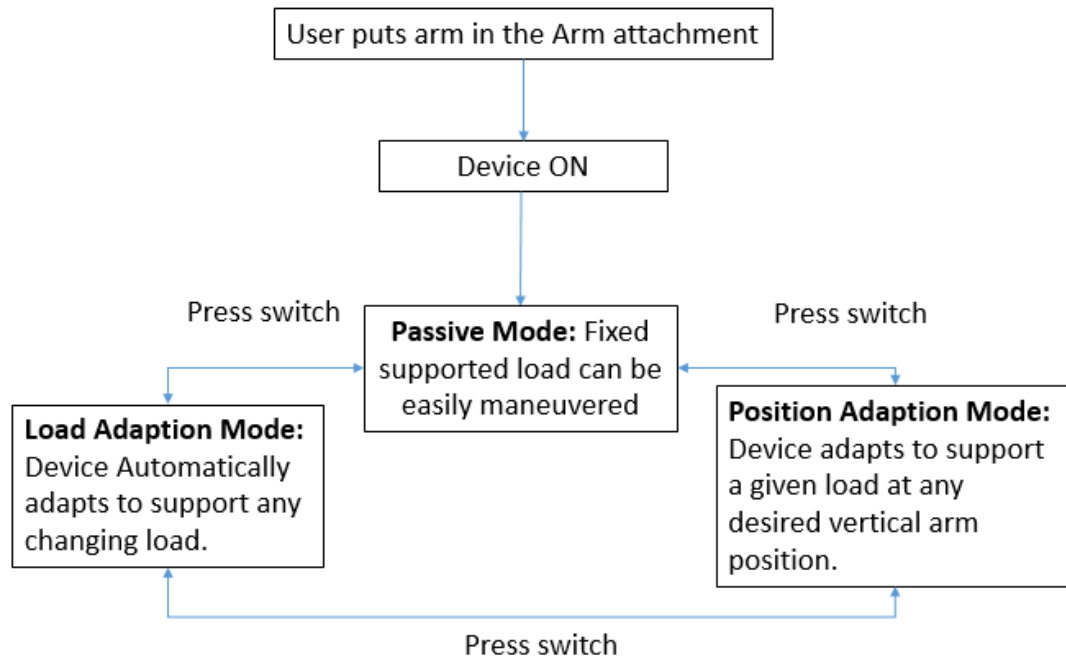 User puts arm in the Arm attachment
Device ON
Press switch
Press switch
Passive Mode: Fixed
supported load can be
easily maneuvered
Load Adaption Mode:
Device Automatically
adapts to support any
changing load.
Position Adaption Mode:
Device adapts to support
a given load at any
desired vertical arm
position.
Press switch